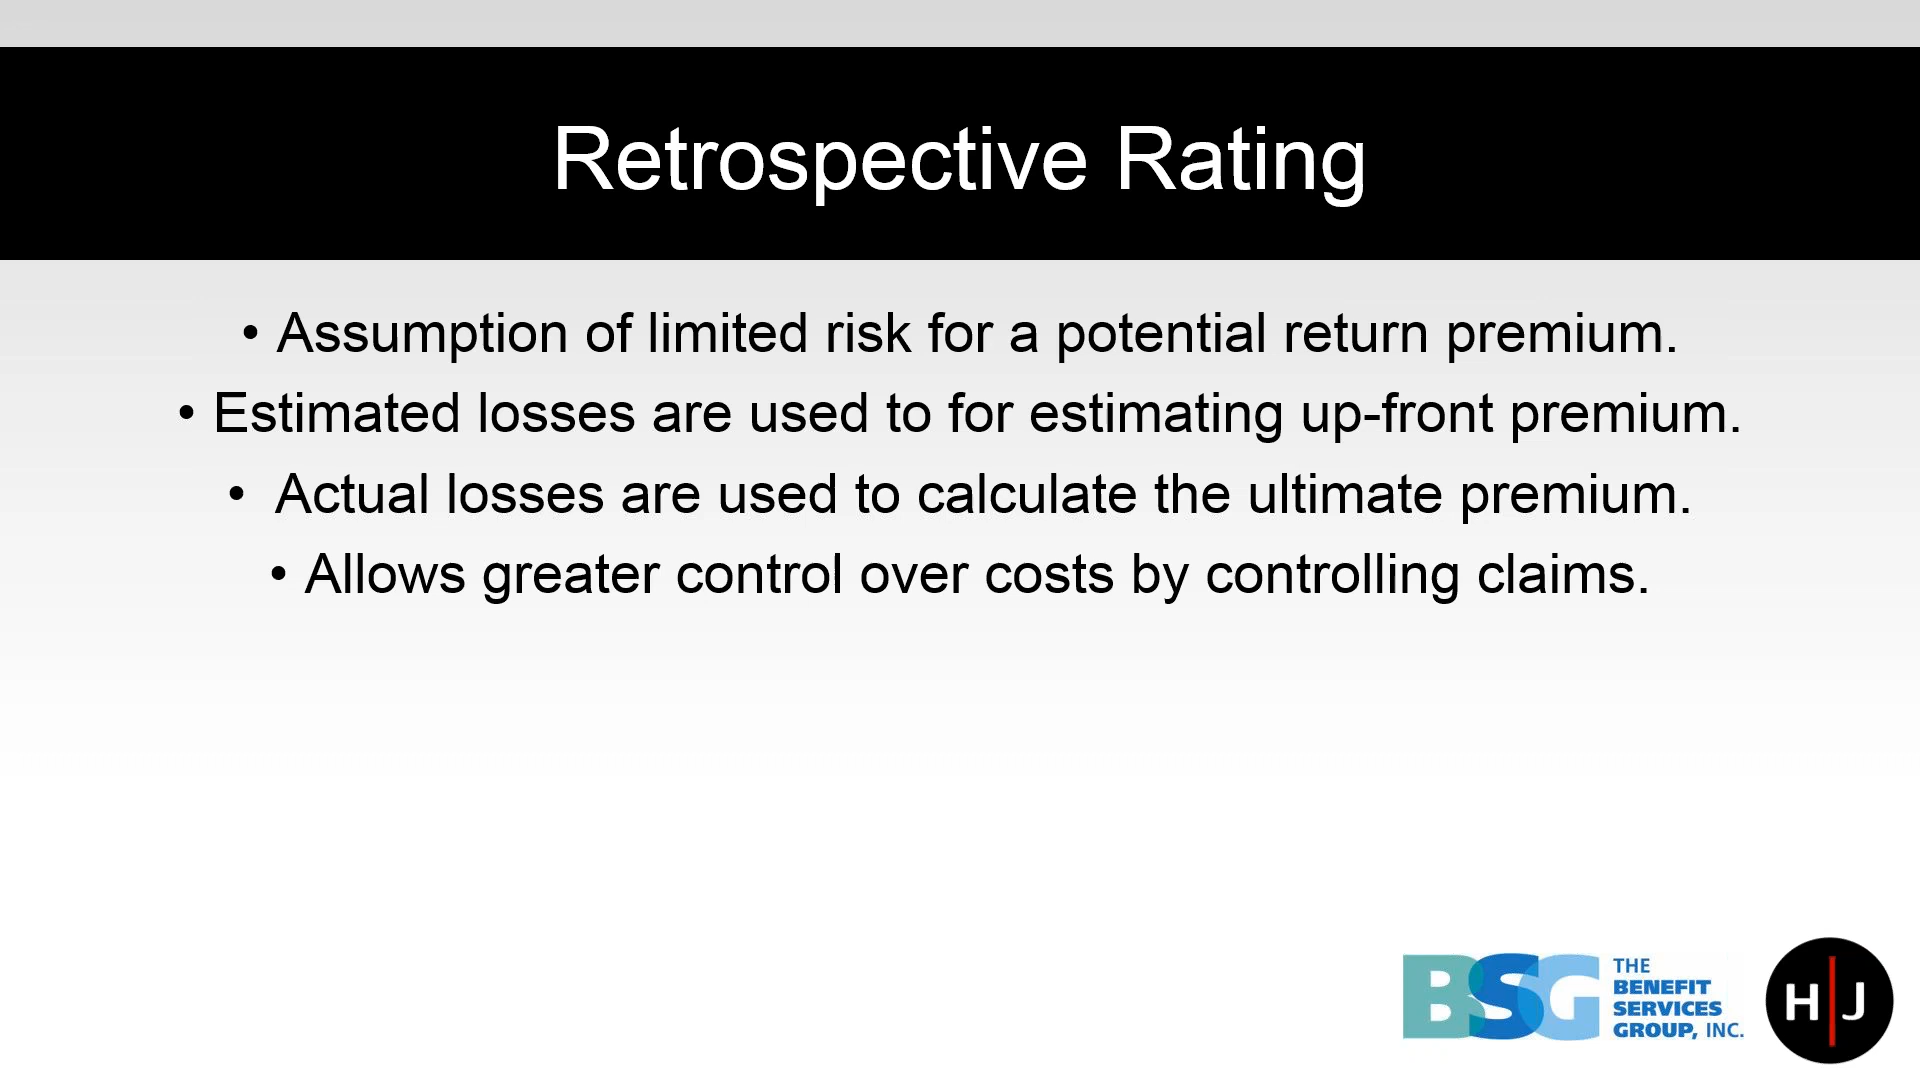 Retrospective Rating
• Assumption of limited risk for a potential return premium.
• Estimated losses are used to for estimating up-front premium.
• Actual losses are used to calculate the ultimate premium.
• Allows greater control over costs by controlling claims.
BSG
THE
BENEFIT
SERVICES
GROUP, INC.
H|J